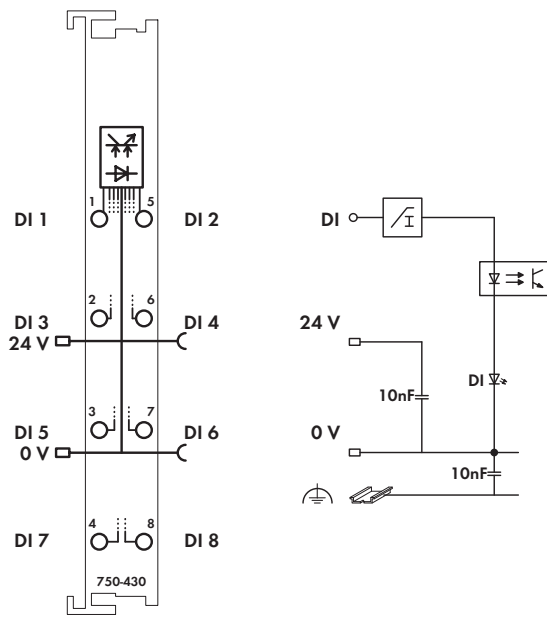 1 5
DI 1 DI 2
2 6
DI 3 DI 4
24 V
3 7
DI 5 DI 6
0 V
4 8
DI 7 DI 8
750-430
DI I
24 V
DI
10nF
0 V
10nF